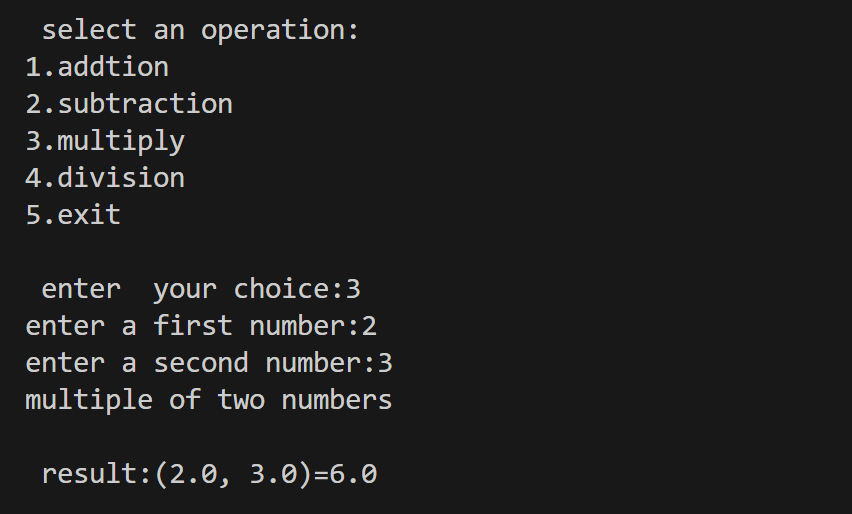 select an operation:
1.addtion
2.subtraction
3.multiply
4.division
5.exit
enter  your choice:3
enter a first number:2
enter a second number:3
multiple of two numbers
result:(2.0, 3.0)=6.0